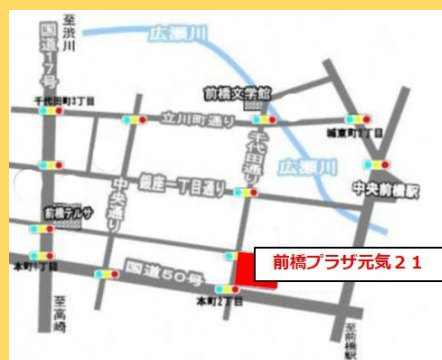 至渋川
国道17号
広瀬川
前橋文学館
千代田町3丁目
立川町通り
城東町2丁目
千代田通り
広瀬川
中央前橋駅
銀座一丁目通り
中央通り
前橋テルサ
前橋プラザ元気２１
本町1丁目
国道50号
本町2丁目
至高崎
至前橋駅